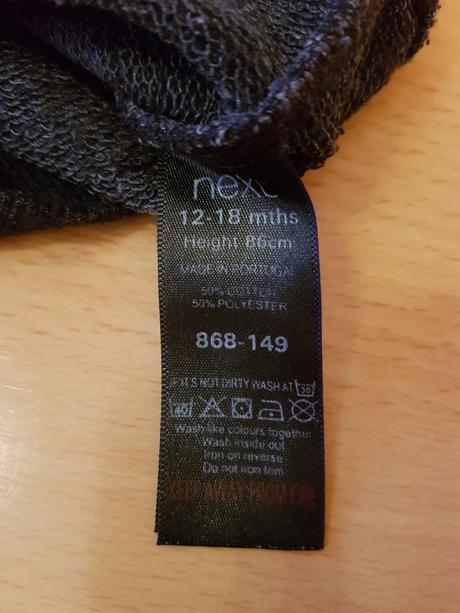 next
12-18 mths
Height 86cm
MADE IN PORTUGAL
50% COTTON
50% POLYESTER
868-149
IF IT'S NOT DIRTY WASH AT 30
40
Wash like colours together
Wash inside out
Iron on reverse
Do not iron trim
KEEP AWAY FROM FIRE